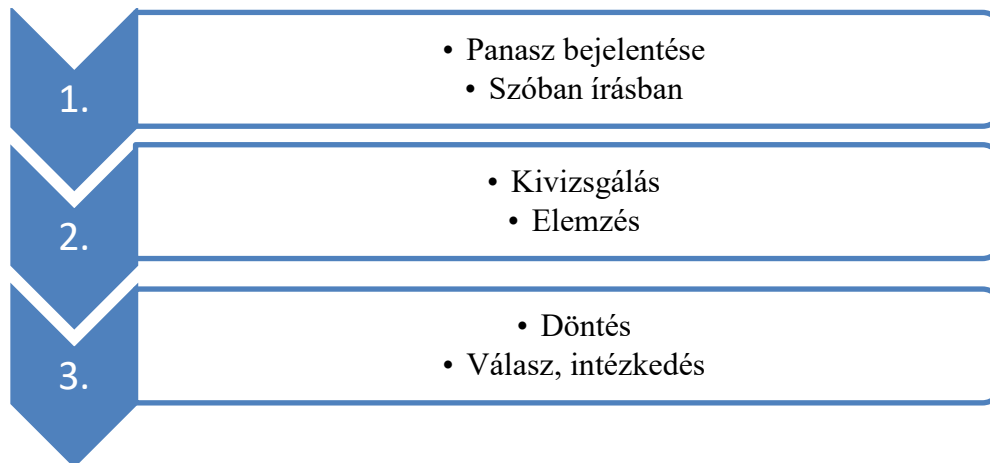 1.
• Panasz bejelentése
• Szóban írásban
2.
• Kivizsgálás
• Elemzés
3.
• Döntés
• Válasz, intézkedés